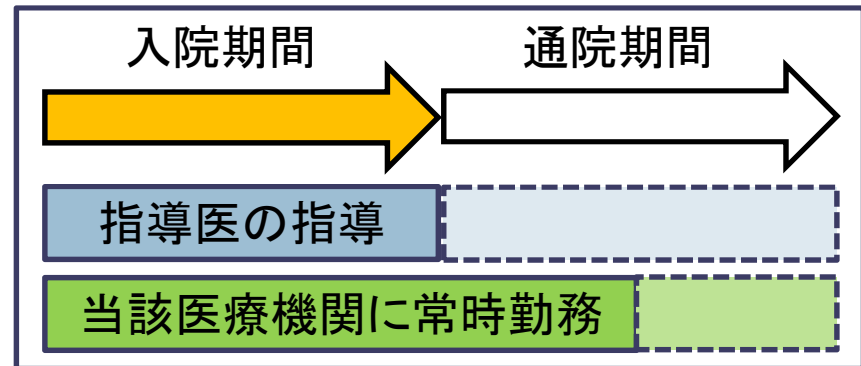 入院期間
通院期間
指導医の指導
当該医療機関に常時勤務